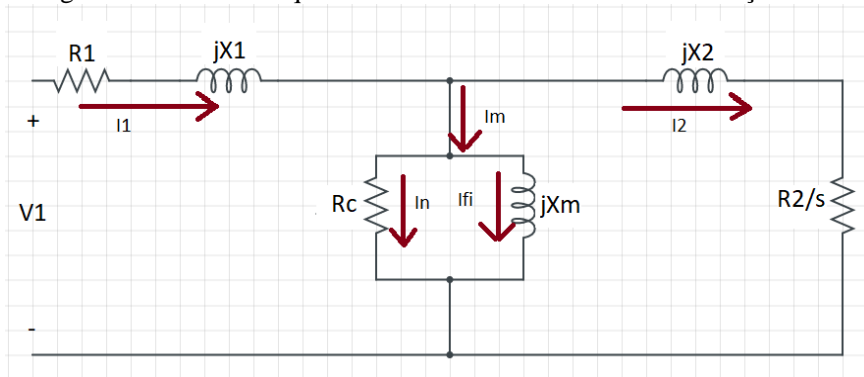 R1
jX1
jX2
+
I1
Im
I2
V1
Rc
In
Ifi
jXm
R2/s
-